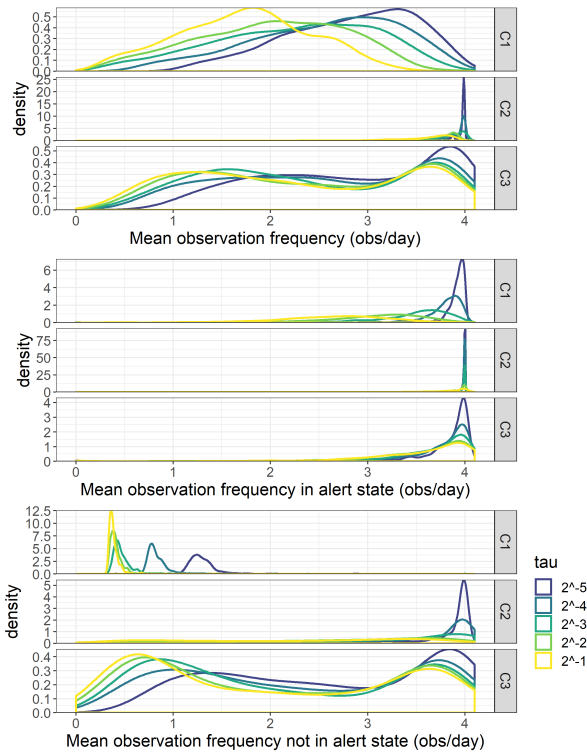 0.5
0.4
0.3
0.2
0.1
0.0
C1
25
20
15
10
5
0
C2
density
0.5
0.4
0.3
0.2
0.1
0.0
C3
0 1 2 3 4
Mean observation frequency (obs/day)
6
4
2
0
C1
75
50
25
0
C2
density
4
3
2
1
0
C3
0 1 2 3 4
Mean observation frequency in alert state (obs/day)
12.5
10.0
7.5
5.0
2.5
0.0
C1
5
4
3
2
1
0
C2
density
0.4
0.3
0.2
0.1
0.0
C3
0 1 2 3 4
Mean observation frequency not in alert state (obs/day)
tau
2^-5
2^-4
2^-3
2^-2
2^-1